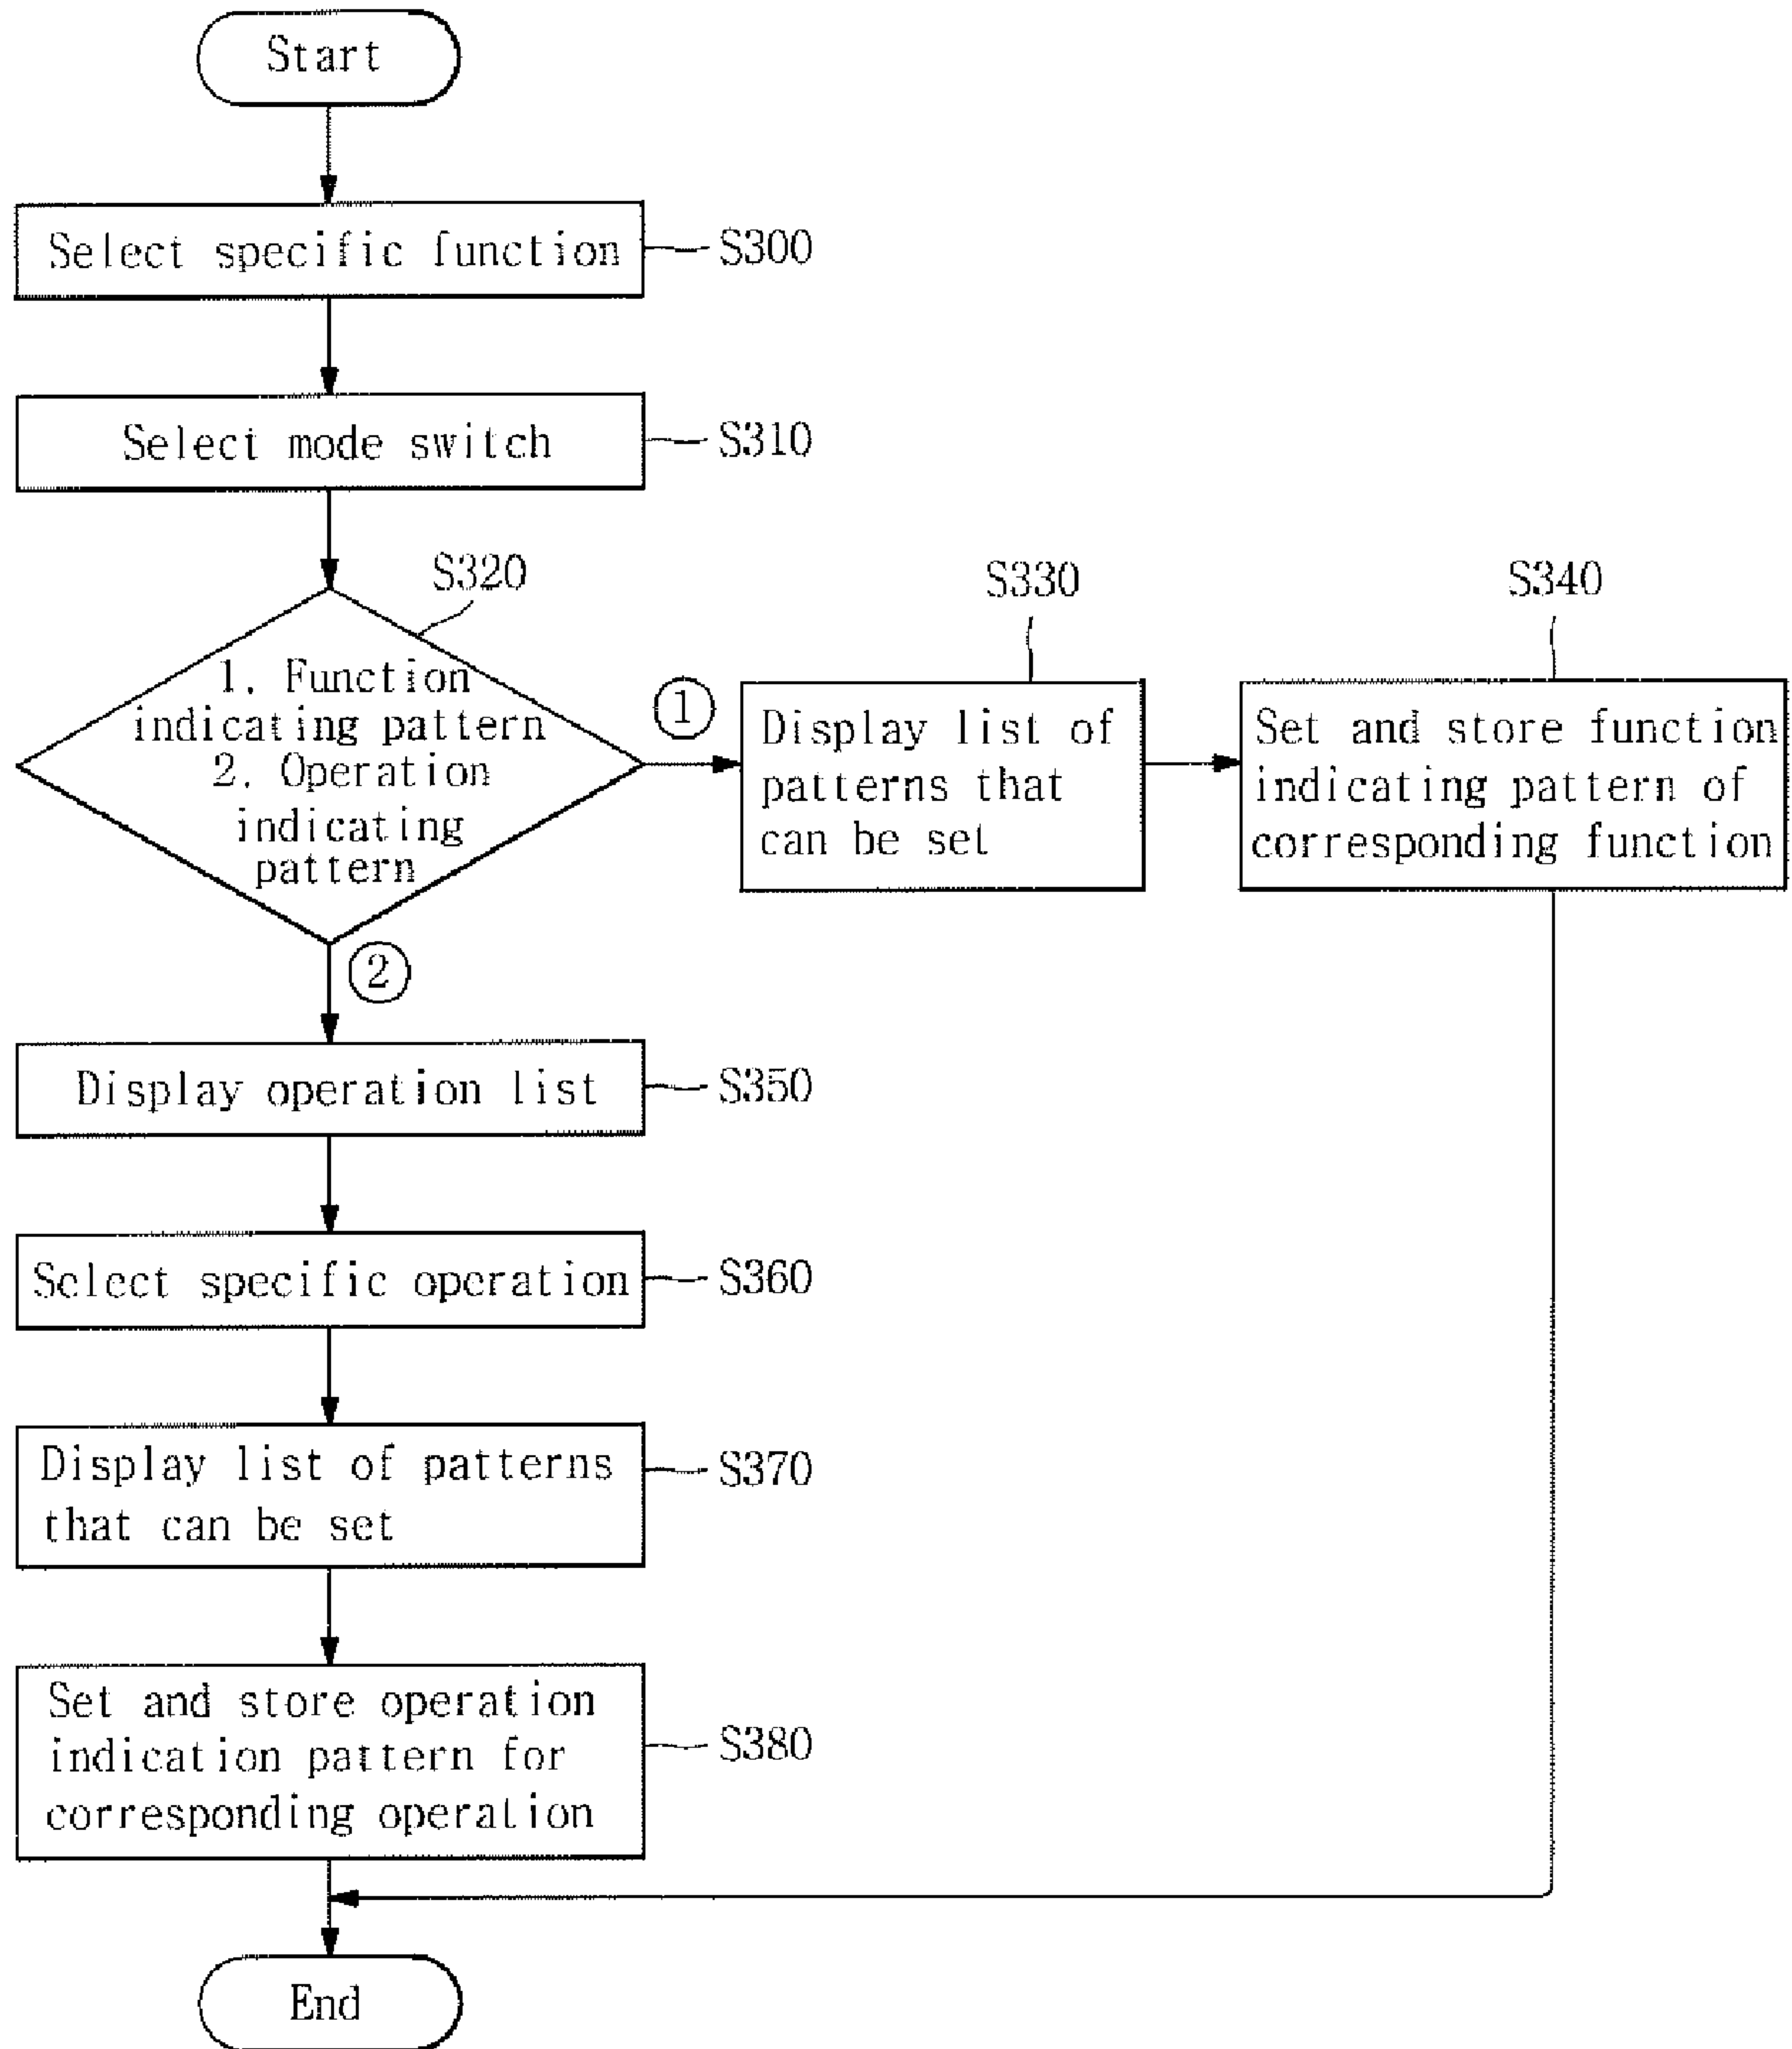 Start
Select specific function
S300
Select mode switch
S310
S320
1. Function
indicating pattern
2. Operation
indicating
pattern
①
S330
Display list of
patterns that
can be set
S340
Set and store function
indicating pattern of
corresponding function
②
Display operation list
S350
Select specific operation
S360
Display list of patterns
that can be set
S370
Set and store operation
indication pattern for
corresponding operation
S380
End